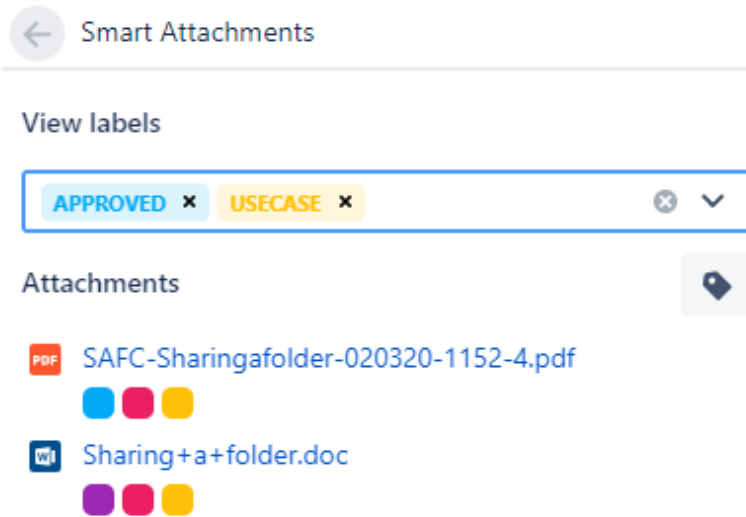 Smart Attachments
View labels
APPROVED × USECASE ×
Attachments
PDF SAFC-Sharingafolder-020320-1152-4.pdf
W Sharing+a+folder.doc